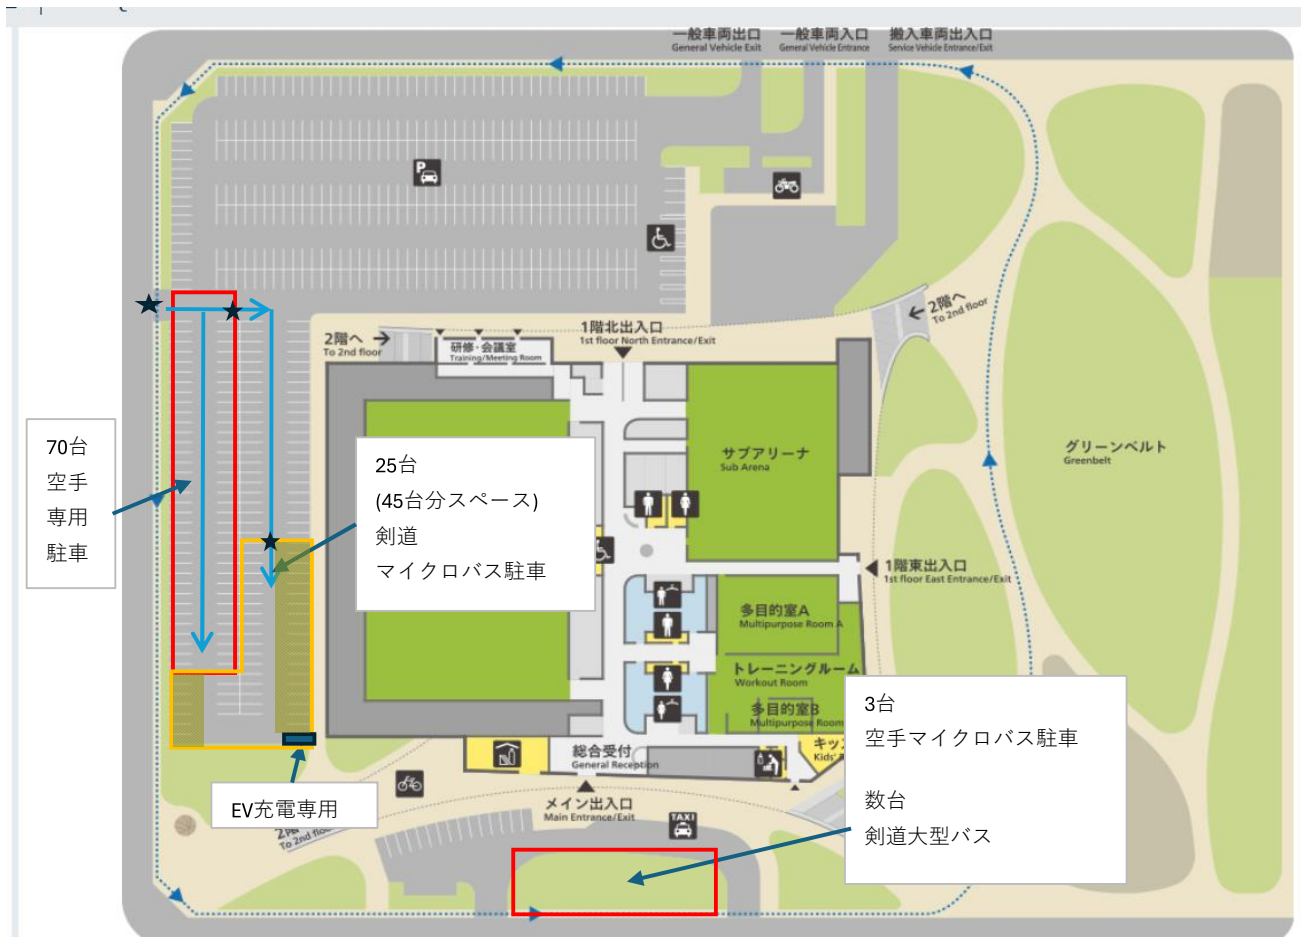 一般車両出口
General Vehicle Exit
一般車両入口
General Vehicle Entrance
搬入車両出入口
Service Vehicle Entrance/Exit
P
2階へ
To 2nd floor
1階北出入口
1st floor North Entrance/Exit
2階へ
To 2nd floor
研修・会議室
Training/Meeting Room
サブアリーナ
Sub Arena
グリーンベルト
Greenbelt
70台
空手
専用
駐車
25台
(45台分スペース)
剣道
マイクロバス駐車
1階東出入口
1st floor East Entrance/Exit
多目的室A
Multipurpose Room A
トレーニングルーム
Workout Room
多目的室B
Multipurpose Room
総合受付
General Reception
キッズ
Kids'
3台
空手マイクロバス駐車
数台
剣道大型バス
EV充電専用
メイン出入口
Main Entrance/Exit
TAXI
2階
To 2nd floor